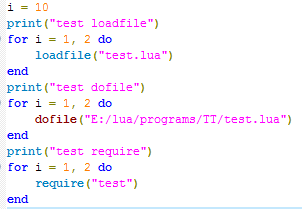 i = 10
print("test loadfile")
for i = 1, 2 do
    loadfile("test.lua")
end
print("test dofile")
for i = 1, 2 do
    dofile("E:/lua/programs/TT/test.lua")
end
print("test require")
for i = 1, 2 do
    require("test")
end